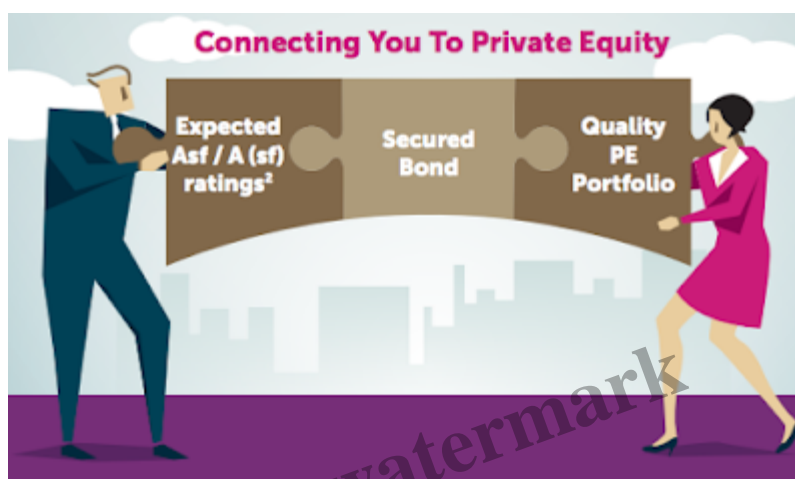 Connecting You To Private Equity
Expected
Asf / A (sf)
ratings²
Secured
Bond
Quality
PE
Portfolio
watermark